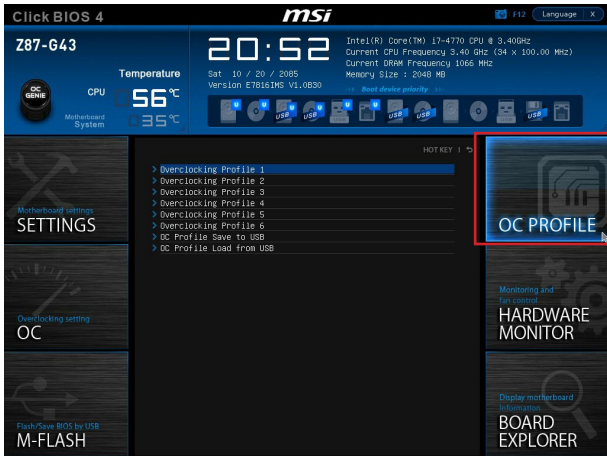 Click BIOS 4
msi
F12
Language
X
Z87-G43
20:52
Intel(R) Core(TM) i7-4770 CPU @ 3.40GHz
Current CPU Frequency 3.40 GHz (34 x 100.00 MHz)
Current DRAM Frequency 1066 MHz
Memory Size : 2048 MB
Temperature
Sat 10 / 20 / 2085
Version E7816IMS V1.0B30
Boot device priority
OC
GENIE
CPU
56°C
Motherboard
System
35°C
U
USB
U
USB
U
U
USB
USB
USB
HOT KEY
Overclocking Profile 1
Overclocking Profile 2
Overclocking Profile 3
Overclocking Profile 4
Overclocking Profile 5
Overclocking Profile 6
OC Profile Save to USB
OC Profile Load from USB
Motherboard settings
SETTINGS
OC PROFILE
Overclocking setting
OC
Monitoring and
fan control
HARDWARE
MONITOR
Flash/Save BIOS by USB
M-FLASH
Display motherboard
Information
BOARD
EXPLORER